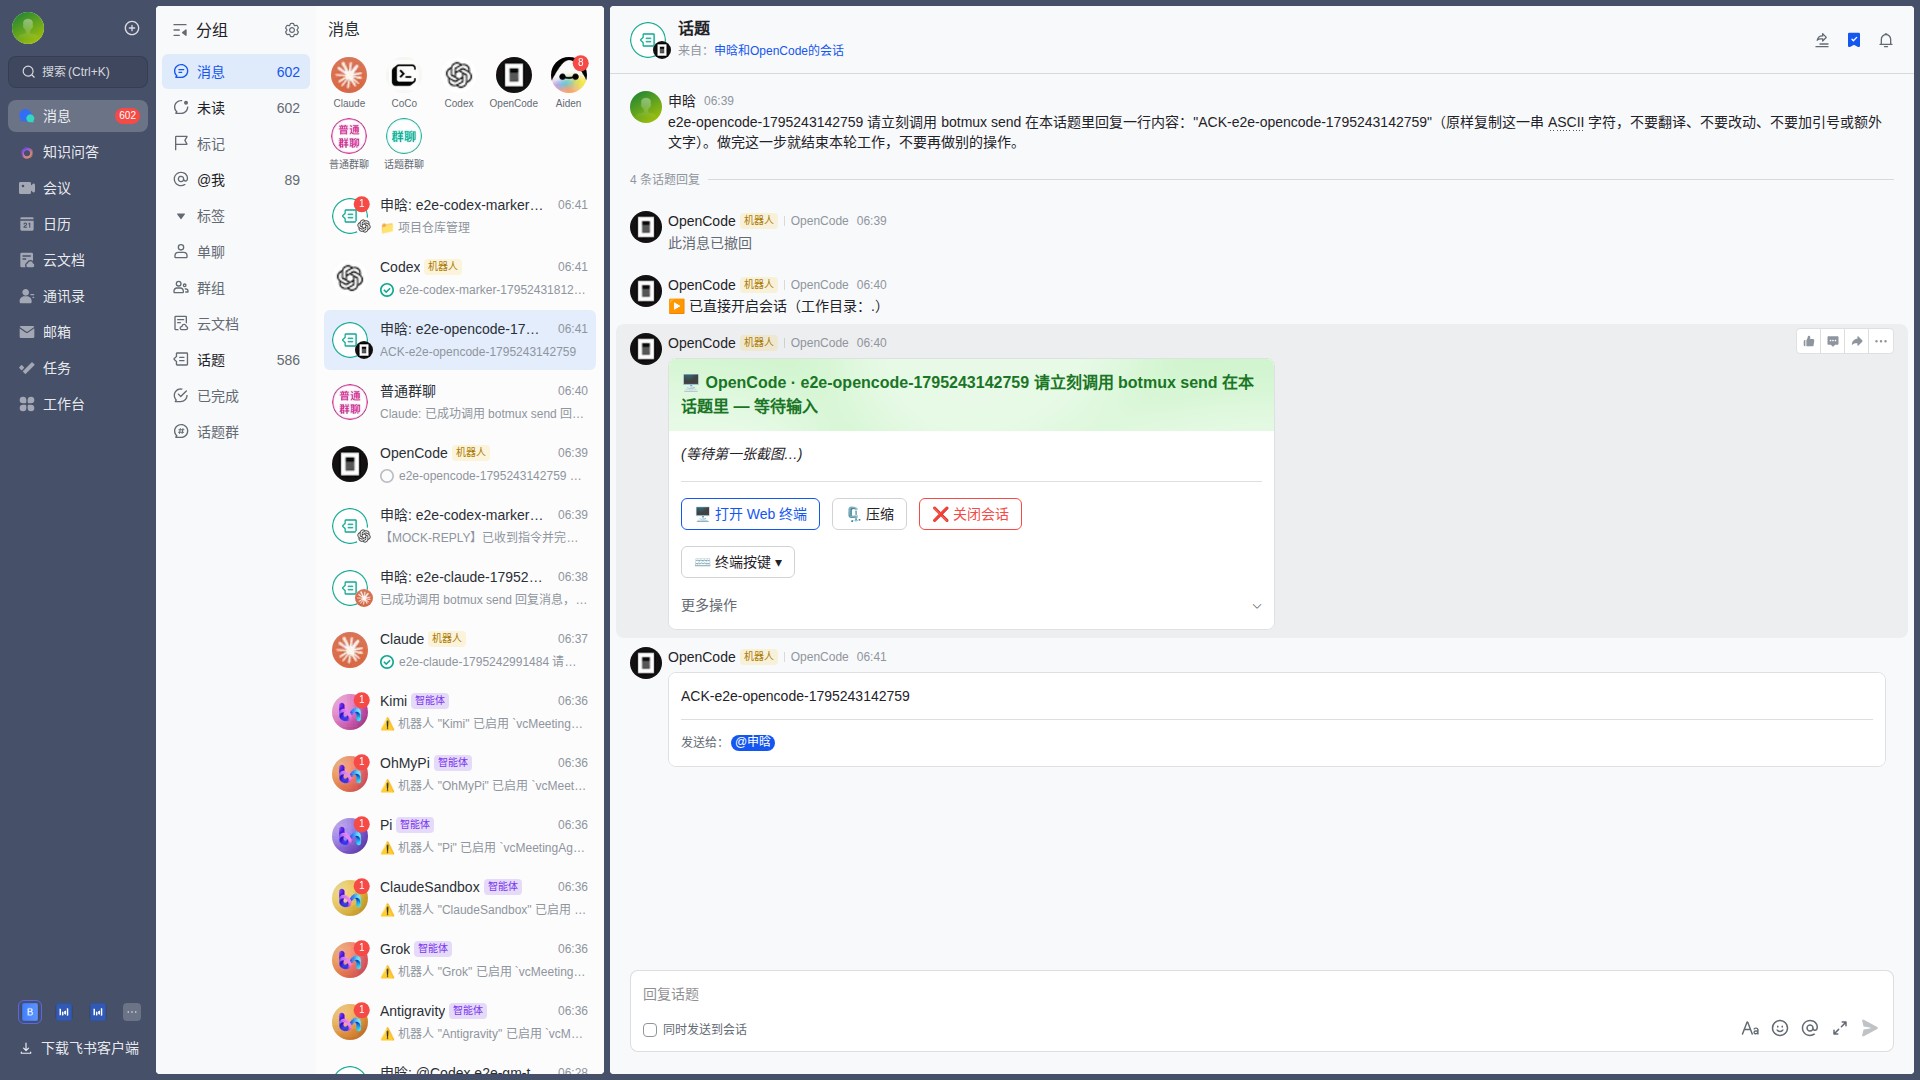 搜索 (Ctrl+K)
消息
602
知识问答
会议
日历
云文档
通讯录
邮箱
任务
工作台
下载飞书客户端
分组
消息
602
未读
602
标记
@我
89
标签
单聊
群组
云文档
话题
586
已完成
话题群
消息
8
Claude
CoCo
Codex
OpenCode
Aiden
普通
群聊
群聊
普通群聊
话题群聊
1
申晗: e2e-codex-marker…
06:41
📁 项目仓库管理
Codex 机器人
06:41
e2e-codex-marker-17952431812…
申晗: e2e-opencode-17…
06:41
ACK-e2e-opencode-1795243142759
普通
群聊
普通群聊
06:40
Claude: 已成功调用 botmux send 回…
OpenCode 机器人
06:39
e2e-opencode-1795243142759 …
申晗: e2e-codex-marker…
06:39
【MOCK-REPLY】已收到指令并完…
申晗: e2e-claude-17952…
06:38
已成功调用 botmux send 回复消息，…
Claude 机器人
06:37
e2e-claude-1795242991484 请…
1
Kimi 智能体
06:36
⚠️ 机器人 "Kimi" 已启用 `vcMeeting…
1
OhMyPi 智能体
06:36
⚠️ 机器人 "OhMyPi" 已启用 `vcMeet…
1
Pi 智能体
06:36
⚠️ 机器人 "Pi" 已启用 `vcMeetingAg…
1
ClaudeSandbox 智能体
06:36
⚠️ 机器人 "ClaudeSandbox" 已启用 …
1
Grok 智能体
06:36
⚠️ 机器人 "Grok" 已启用 `vcMeeting…
1
Antigravity 智能体
06:36
⚠️ 机器人 "Antigravity" 已启用 `vcM…
申晗: @Codex e2e-gm-t…
06:28
话题
来自：申晗和OpenCode的会话
申晗 06:39
e2e-opencode-1795243142759 请立刻调用 botmux send 在本话题里回复一行内容："ACK-e2e-opencode-1795243142759"（原样复制这一串 ASCII 字符，不要翻译、不要改动、不要加引号或额外
文字）。做完这一步就结束本轮工作，不要再做别的操作。
4 条话题回复
OpenCode 机器人 | OpenCode 06:39
此消息已撤回
OpenCode 机器人 | OpenCode 06:40
▶️ 已直接开启会话（工作目录：.）
OpenCode 机器人 | OpenCode 06:40
🖥️ OpenCode · e2e-opencode-1795243142759 请立刻调用 botmux send 在本
话题里 — 等待输入
(等待第一张截图…)
🖥️ 打开 Web 终端
🗜️ 压缩
❌ 关闭会话
⌨️ 终端按键 ▾
更多操作
OpenCode 机器人 | OpenCode 06:41
ACK-e2e-opencode-1795243142759
发送给： @申晗
回复话题
同时发送到会话